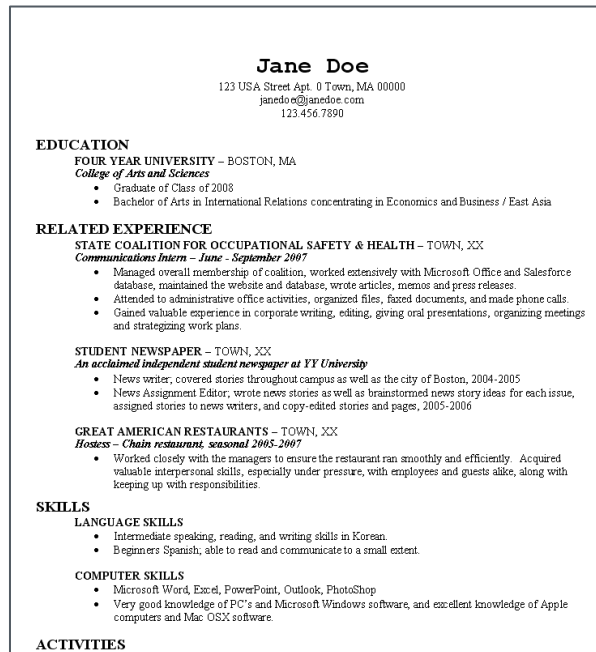 Jane Doe
123 USA Street Apt. 0 Town, MA 00000
janedoe@janedoe.com
123.456.7890
EDUCATION
FOUR YEAR UNIVERSITY – BOSTON, MA
College of Arts and Sciences
• Graduate of Class of 2008
• Bachelor of Arts in International Relations concentrating in Economics and Business / East Asia
RELATED EXPERIENCE
STATE COALITION FOR OCCUPATIONAL SAFETY & HEALTH – TOWN, XX
Communications Intern – June - September 2007
• Managed overall membership of coalition, worked extensively with Microsoft Office and Salesforce
database, maintained the website and database, wrote articles, memos and press releases.
• Attended to administrative office activities, organized files, faxed documents, and made phone calls.
• Gained valuable experience in corporate writing, editing, giving oral presentations, organizing meetings
and strategizing work plans.
STUDENT NEWSPAPER – TOWN, XX
An acclaimed independent student newspaper at YY University
• News writer; covered stories throughout campus as well as the city of Boston, 2004-2005
• News Assignment Editor; wrote news stories as well as brainstormed news story ideas for each issue,
assigned stories to news writers, and copy-edited stories and pages, 2005-2006
GREAT AMERICAN RESTAURANTS – TOWN, XX
Hostess – Chain restaurant, seasonal 2005-2007
• Worked closely with the managers to ensure the restaurant ran smoothly and efficiently. Acquired
valuable interpersonal skills, especially under pressure, with employees and guests alike, along with
keeping up with responsibilities.
SKILLS
LANGUAGE SKILLS
• Intermediate speaking, reading, and writing skills in Korean.
• Beginners Spanish; able to read and communicate to a small extent.
COMPUTER SKILLS
• Microsoft Word, Excel, PowerPoint, Outlook, PhotoShop
• Very good knowledge of PC's and Microsoft Windows software, and excellent knowledge of Apple
computers and Mac OSX software.
ACTIVITIES